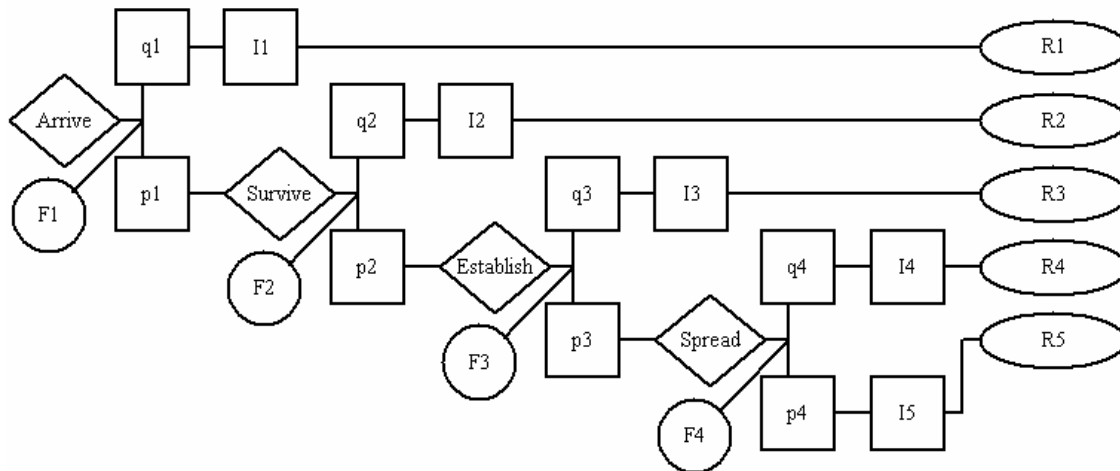 q1 I1 R1
Arrive q2 I2 R2
F1 p1 Survive q3 I3 R3
F2 p2 Establish q4 I4 R4
F3 p3 Spread R5
F4 p4 I5